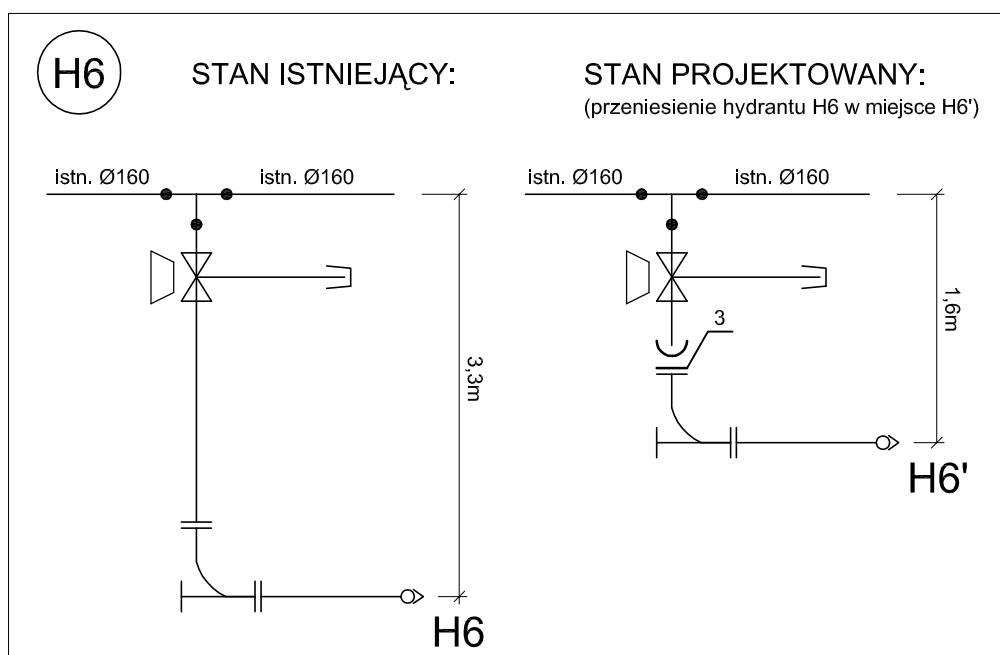 H6
STAN ISTNIEJĄCY:
STAN PROJEKTOWANY:
(przeniesienie hydrantu H6 w miejsce H6')
istn. Ø160
istn. Ø160
3,3m
H6
istn. Ø160
istn. Ø160
3
1,6m
H6'